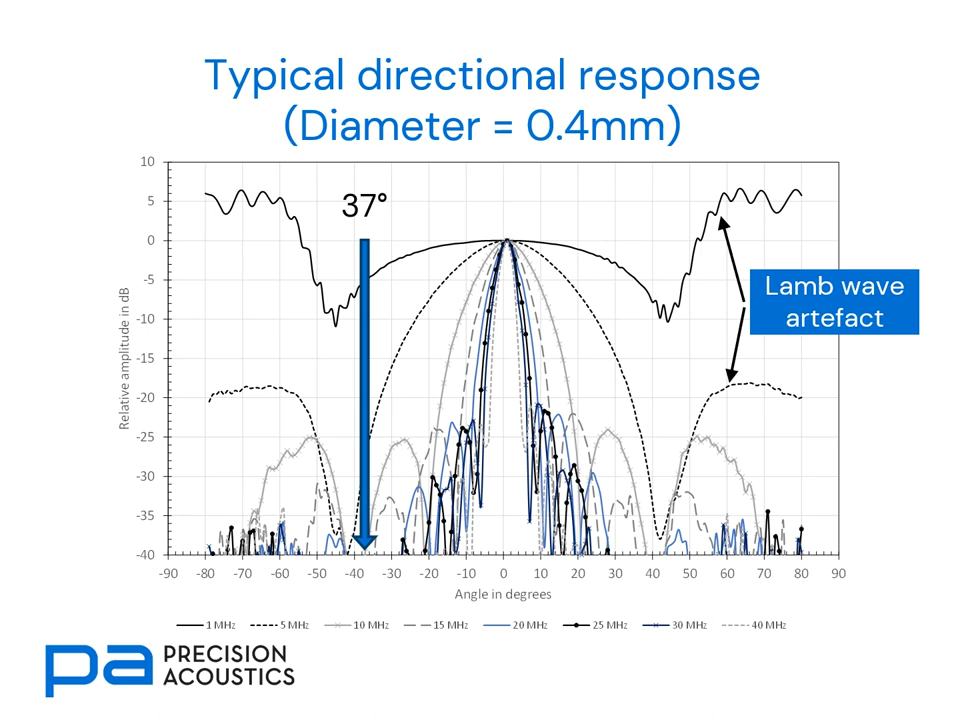 Typical directional response
(Diameter = 0.4mm)
10
5
0
-5
-10
-15
-20
-25
-30
-35
-40
Relative amplitude in dB
37°
Lamb wave
artefact
-90 -80 -70 -60 -50 -40 -30 -20 -10 0 10 20 30 40 50 60 70 80 90
Angle in degrees
1 MHz 5 MHz 10 MHz 15 MHz 20 MHz 25 MHz 30 MHz 40 MHz
pa PRECISION
ACOUSTICS